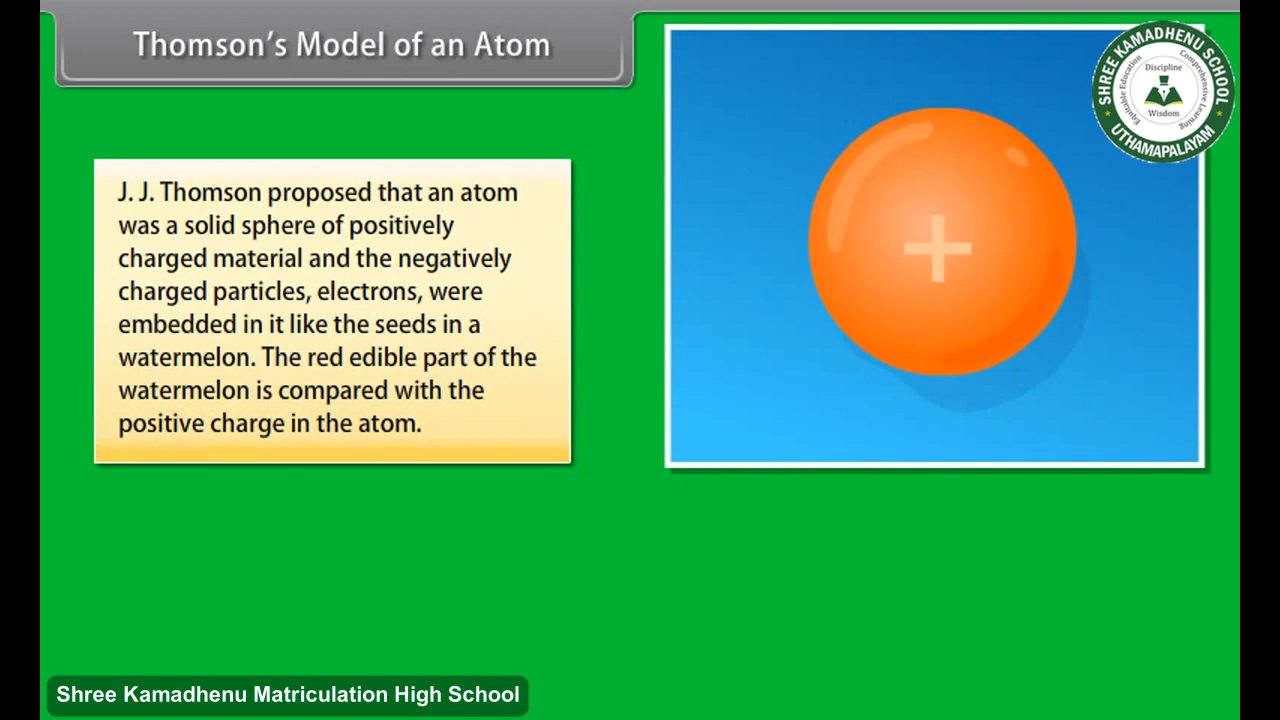 Thomson's Model of an Atom
J. J. Thomson proposed that an atom
was a solid sphere of positively
charged material and the negatively
charged particles, electrons, were
embedded in it like the seeds in a
watermelon. The red edible part of the
watermelon is compared with the
positive charge in the atom.
+
SHREE KAMADHENU SCHOOL
Discipline
Equitable Education
Comprehensive Learning
Wisdom
UTHAMAPALAYAM
Shree Kamadhenu Matriculation High School